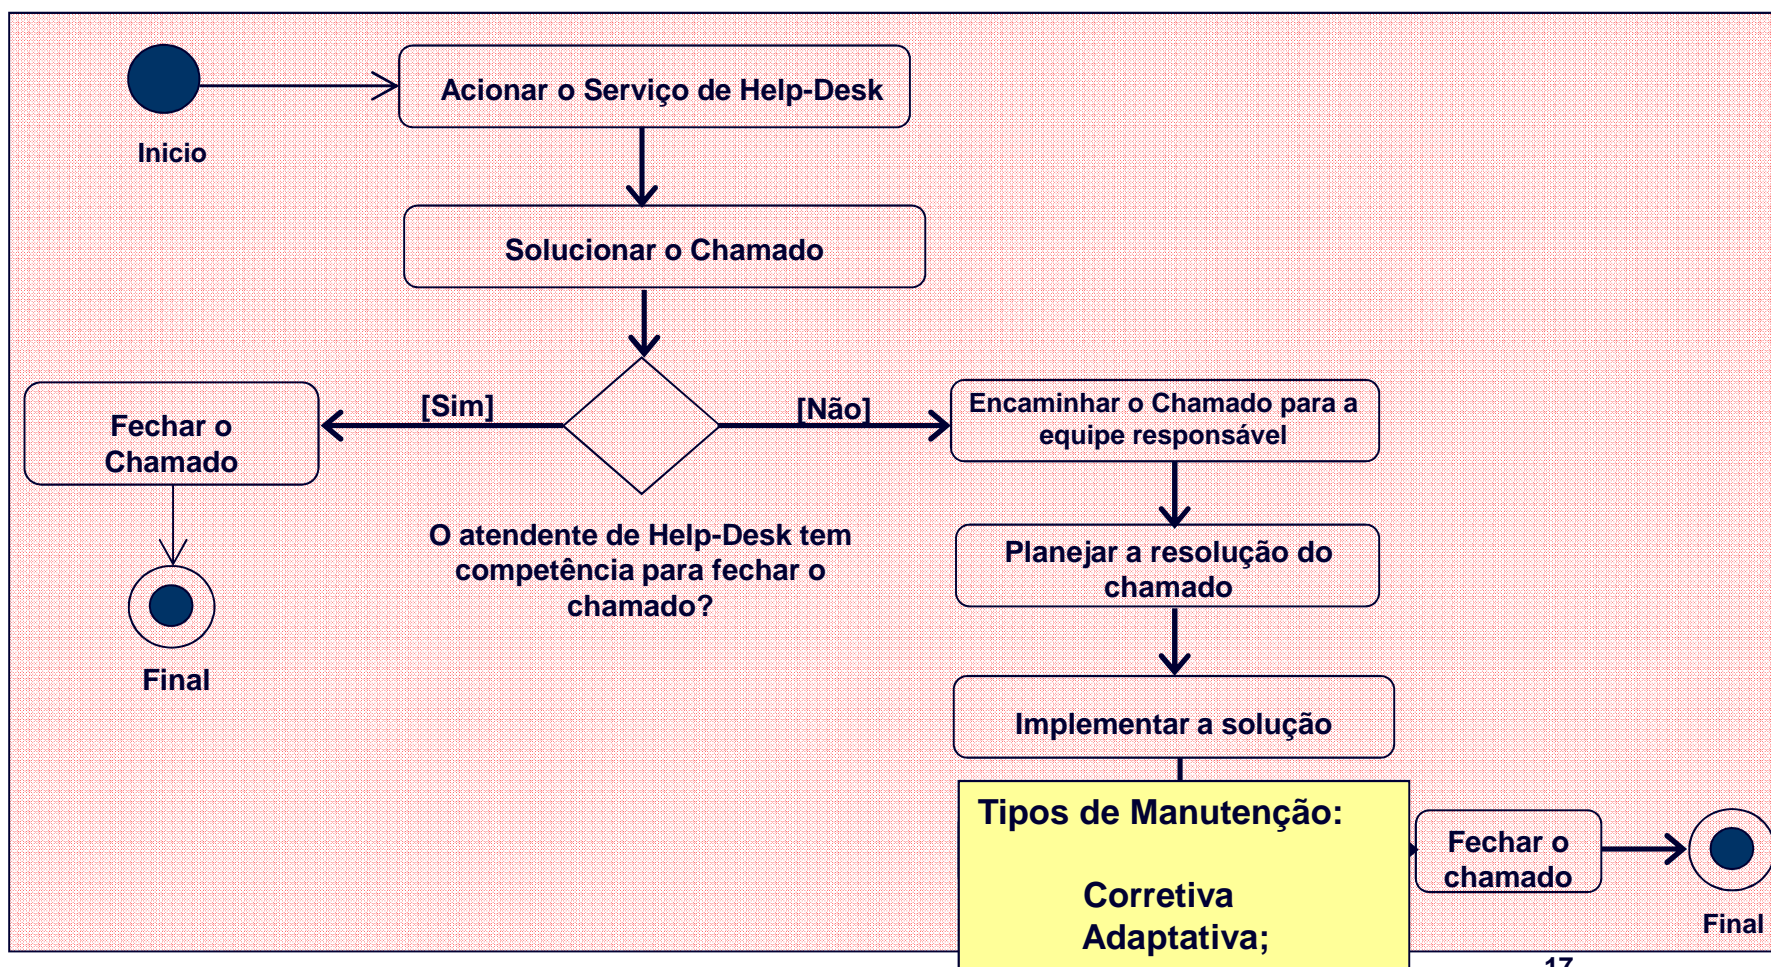 Acionar o Serviço de Help-Desk
Inicio
Solucionar o Chamado
[Sim]
[Não]
Fechar o
Chamado
Encaminhar o Chamado para a
equipe responsável
O atendente de Help-Desk tem
competência para fechar o
chamado?
Planejar a resolução do
chamado
Final
Implementar a solução
Tipos de Manutenção:
Corretiva
Adaptativa;
Fechar o
chamado
Final
17